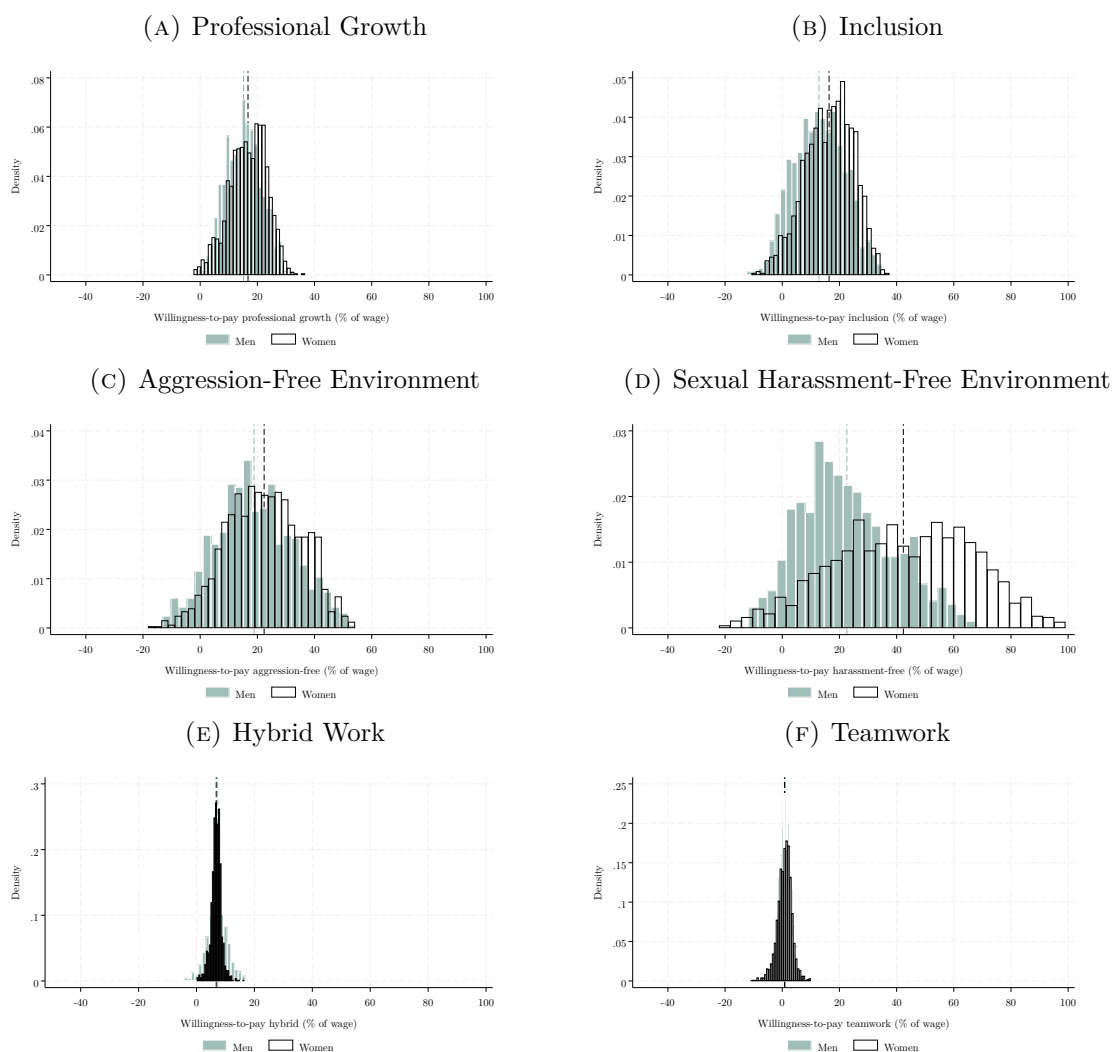 (A) Professional Growth
Density
.08
.06
.04
.02
0
-40 0 20 40 60 80 100
Willingness-to-pay professional growth (% of wage)
Men Women
(B) Inclusion
Density
.05
.04
.03
.02
.01
0
-40 0 20 40 60 80 100
Willingness-to-pay inclusion (% of wage)
Men Women
(C) Aggression-Free Environment
Density
.04
.03
.02
.01
0
-40 0 20 40 60 80 100
Willingness-to-pay aggression-free (% of wage)
Men Women
(D) Sexual Harassment-Free Environment
Density
.03
.02
.01
0
-40 -20 0 20 40 60 80 100
Willingness-to-pay harassment-free (% of wage)
Men Women
(E) Hybrid Work
Density
.3
.2
.1
0
-40 0 20 40 60 80 100
Willingness-to-pay hybrid (% of wage)
Men Women
(F) Teamwork
Density
.25
.2
.15
.1
.05
0
-40 0 20 40 60 80 100
Willingness-to-pay teamwork (% of wage)
Men Women